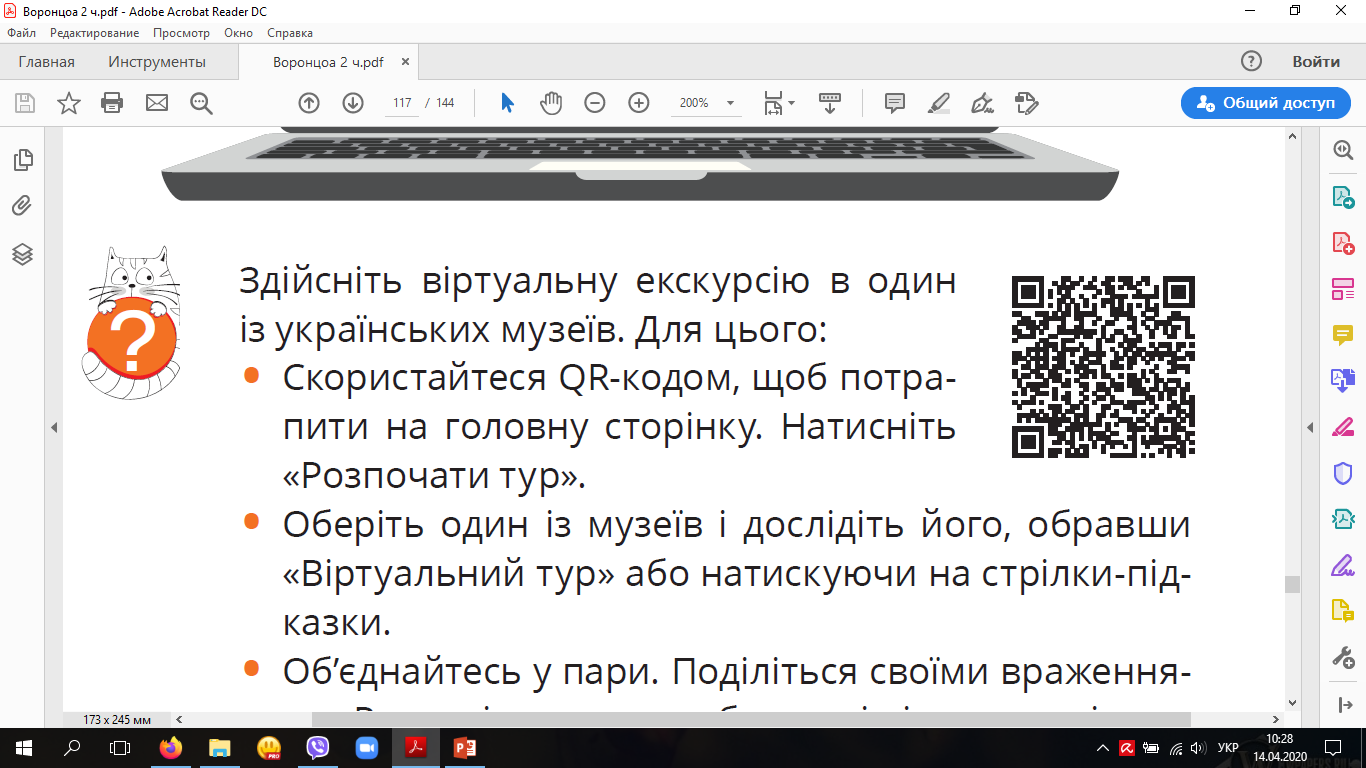 Воронцоа 2 ч.pdf - Adobe Acrobat Reader DC
Файл Редактирование Просмотр Окно Справка
Главная Инструменты Воронцоа 2 ч.pdf × Войти
117 / 144 200% Общий доступ
?
Здійсніть віртуальну екскурсію в один
із українських музеїв. Для цього:
• Скористайтеся QR-кодом, щоб потра-
пити на головну сторінку. Натисніть
«Розпочати тур».
• Оберіть один із музеїв і дослідіть його, обравши
«Віртуальний тур» або натискуючи на стрілки-під-
казки.
• Об’єднайтесь у пари. Поділіться своїми враження-
173 x 245 мм
PRO
УКР
10:28
14.04.2020